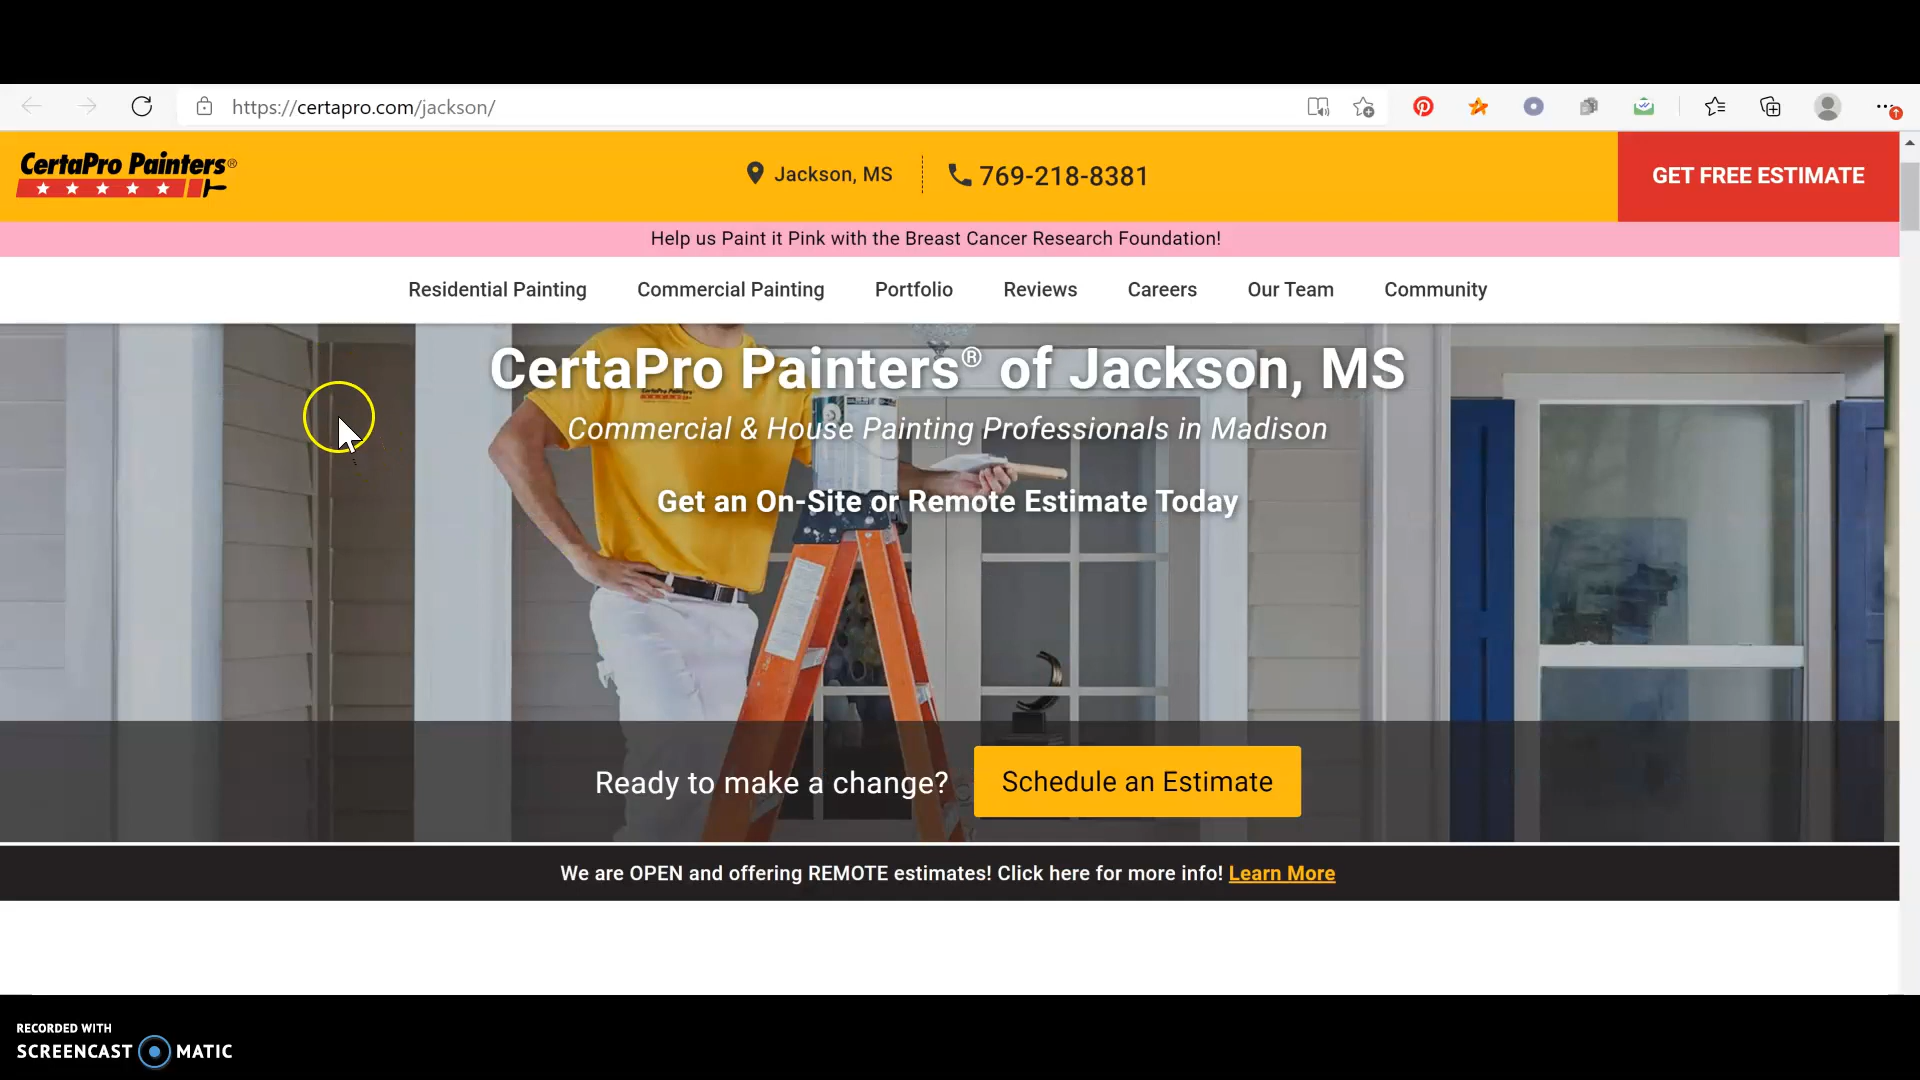 https://certapro.com/jackson/
CertaPro Painters®
Jackson, MS
769-218-8381
GET FREE ESTIMATE
Help us Paint it Pink with the Breast Cancer Research Foundation!
Residential Painting
Commercial Painting
Portfolio
Reviews
Careers
Our Team
Community
CertaPro Painters® of Jackson, MS
Commercial & House Painting Professionals in Madison
Get an On-Site or Remote Estimate Today
Ready to make a change?
Schedule an Estimate
We are OPEN and offering REMOTE estimates! Click here for more info! Learn More
RECORDED WITH
SCREENCAST MATIC